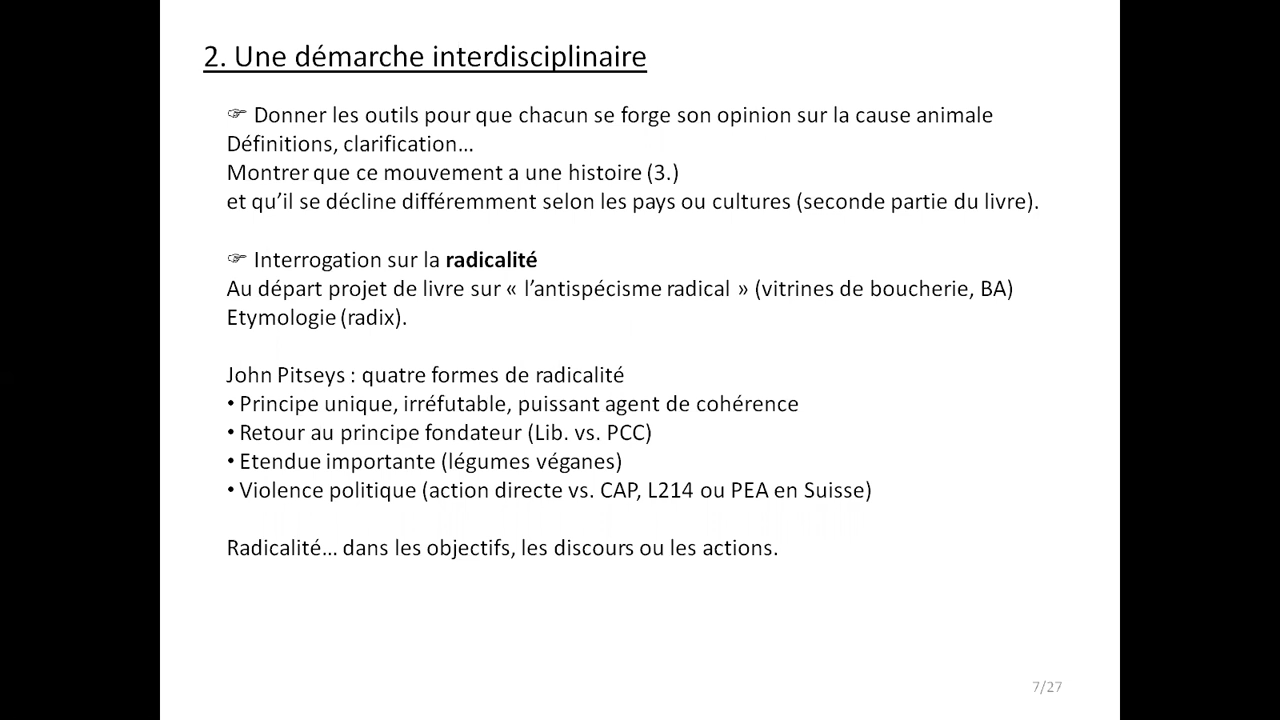 2. Une démarche interdisciplinaire
☞ Donner les outils pour que chacun se forge son opinion sur la cause animale
Définitions, clarification…
Montrer que ce mouvement a une histoire (3.)
et qu’il se décline différemment selon les pays ou cultures (seconde partie du livre).
☞ Interrogation sur la radicalité
Au départ projet de livre sur « l’antispécisme radical » (vitrines de boucherie, BA)
Etymologie (radix).
John Pitseys : quatre formes de radicalité
• Principe unique, irréfutable, puissant agent de cohérence
• Retour au principe fondateur (Lib. vs. PCC)
• Etendue importante (légumes véganes)
• Violence politique (action directe vs. CAP, L214 ou PEA en Suisse)
Radicalité… dans les objectifs, les discours ou les actions.
7/27